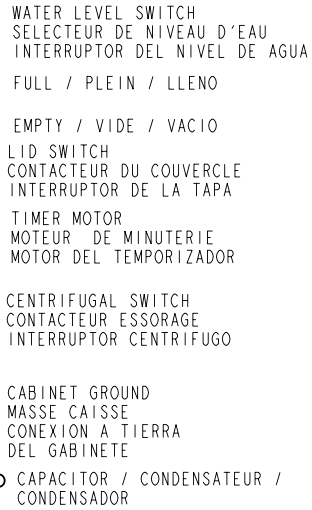 WATER LEVEL SWITCH
SELECTEUR DE NIVEAU D'EAU
INTERRUPTOR DEL NIVEL DE AGUA
FULL / PLEIN / LLENO
EMPTY / VIDE / VACIO
LID SWITCH
CONTACTEUR DU COUVERCLE
INTERRUPTOR DE LA TAPA
TIMER MOTOR
MOTEUR DE MINUTERIE
MOTOR DEL TEMPORIZADOR
CENTRIFUGAL SWITCH
CONTACTEUR ESSORAGE
INTERRUPTOR CENTRIFUGO
CABINET GROUND
MASSE CAISSE
CONEXION A TIERRA
DEL GABINETE
CAPACITOR / CONDENSATEUR /
CONDENSADOR